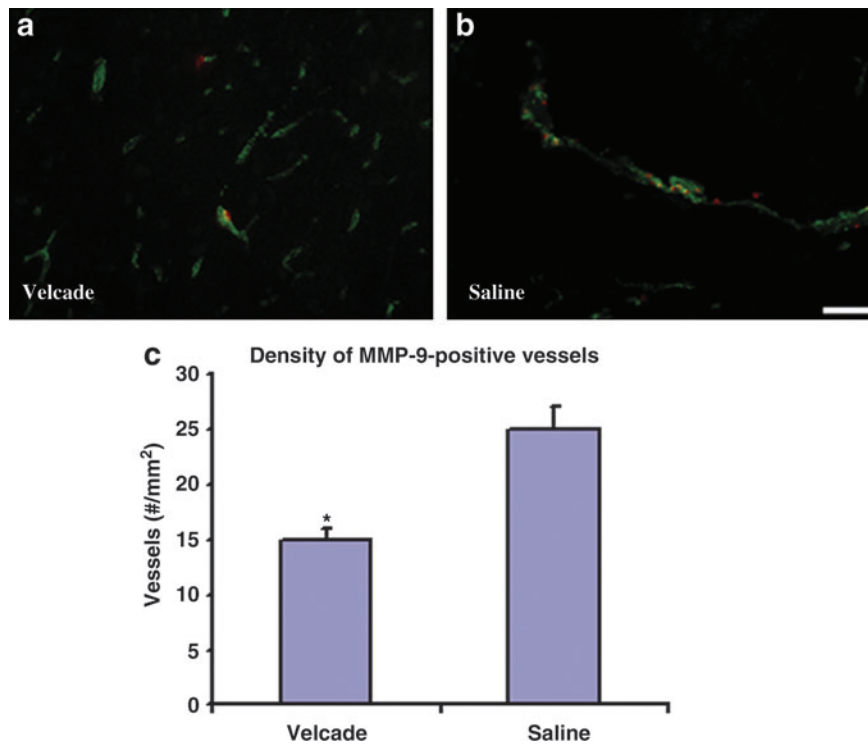 a
b
Velcade
Saline
c
Density of MMP-9-positive vessels
Vessels (#/mm²)
30
25
20
15
10
5
0
*
Velcade
Saline